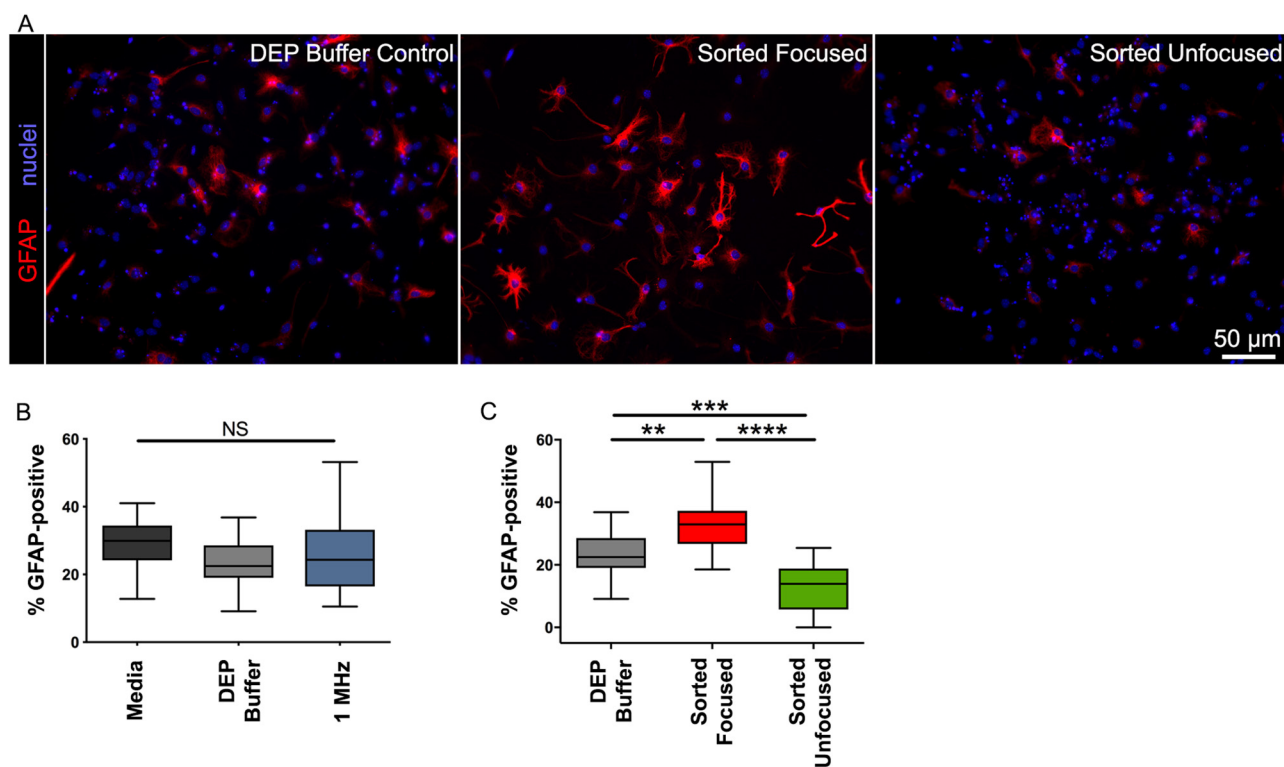 A
GFAP nuclei
DEP Buffer Control
Sorted Focused
Sorted Unfocused
50 μm
B
% GFAP-positive
60
40
20
0
NS
Media
DEP
Buffer
1 MHz
C
% GFAP-positive
60
40
20
0
***
** ****
DEP
Buffer
Sorted
Focused
Sorted
Unfocused